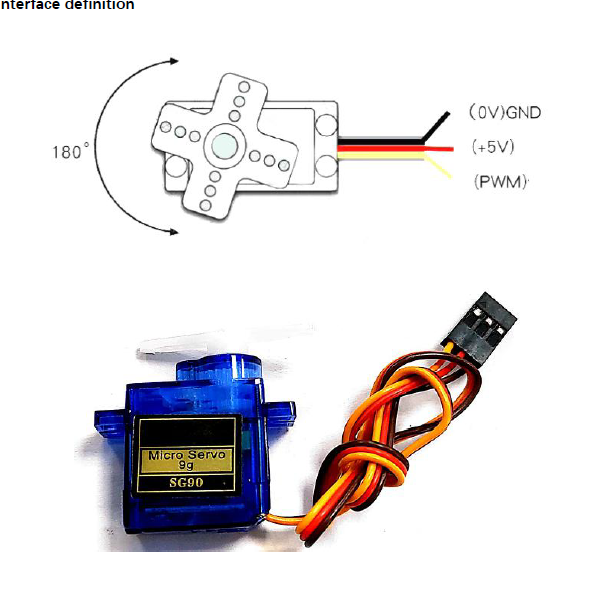 nterface definition
(0V)GND
180°
(+5V)
(PWM)
Micro Servo
9g
SG90